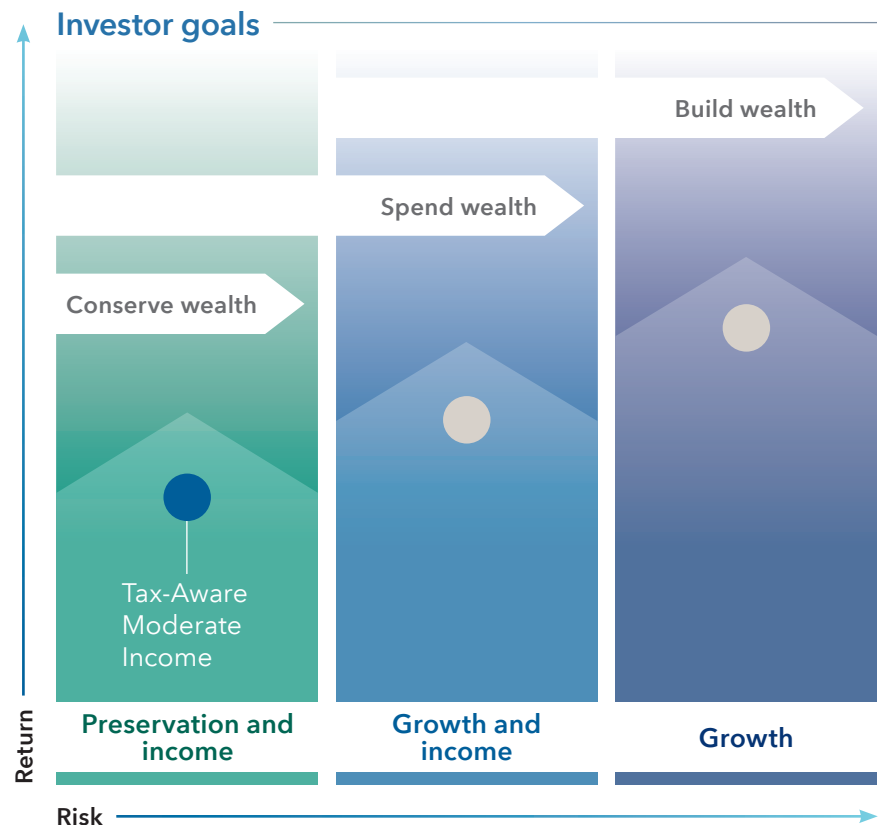 Investor goals
Build wealth
Spend wealth
Conserve wealth
Tax-Aware
Moderate
Income
Return
Preservation and
income
Growth and
income
Growth
Risk